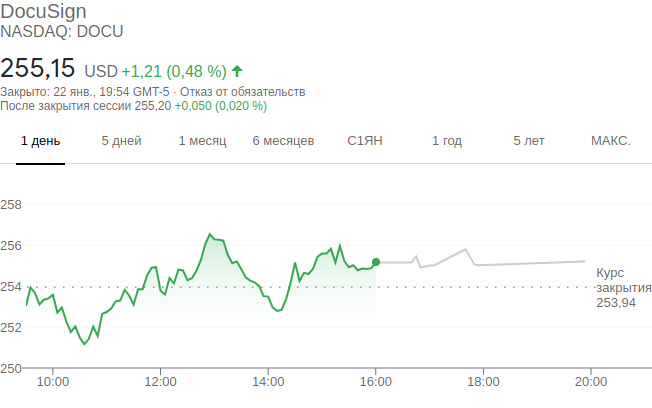 DocuSign
NASDAQ: DOCU
255,15 USD +1,21 (0,48 %)
Закрыто: 22 янв., 19:54 GMT-5 · Отказ от обязательств
После закрытия сессии 255,20 +0,050 (0,020 %)
1 день 5 дней 1 месяц 6 месяцев С1ЯН 1 год 5 лет МАКС.
258
256
Курс
254 закрытия
253,94
252
250
10:00 12:00 14:00 16:00 18:00 20:00